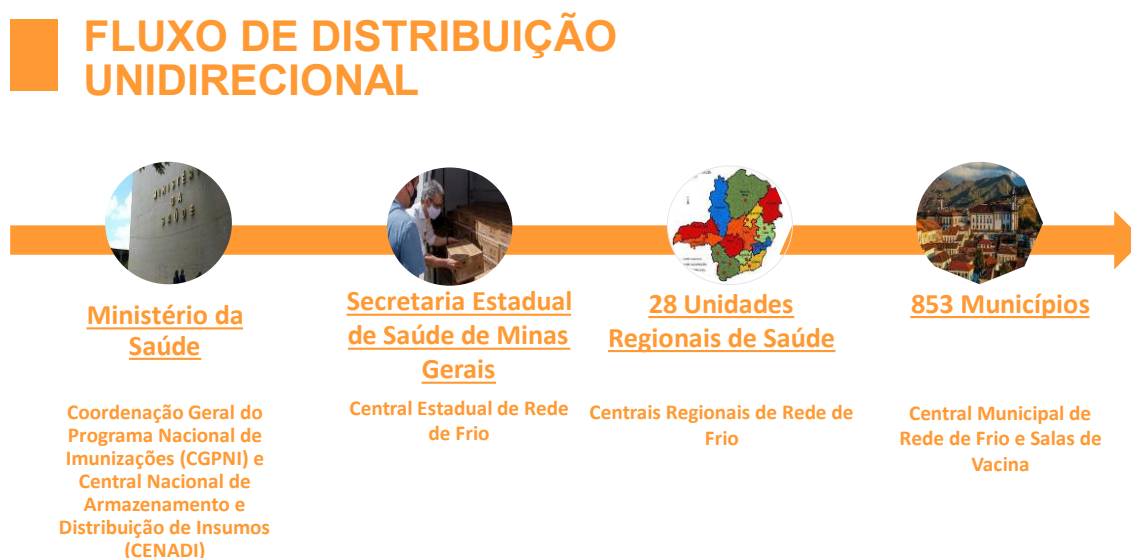 FLUXO DE DISTRIBUIÇÃO
UNIDIRECIONAL
MINISTÉRIO
DA
SAÚDE
Ministério da
Saúde
Secretaria Estadual
de Saúde de Minas
Gerais
28 Unidades
Regionais de Saúde
853 Municípios
Coordenação Geral do
Programa Nacional de
Imunizações (CGPNI) e
Central Nacional de
Armazenamento e
Distribuição de Insumos
(CENADI)
Central Estadual de Rede
de Frio
Centrais Regionais de Rede de
Frio
Central Municipal de
Rede de Frio e Salas de
Vacina